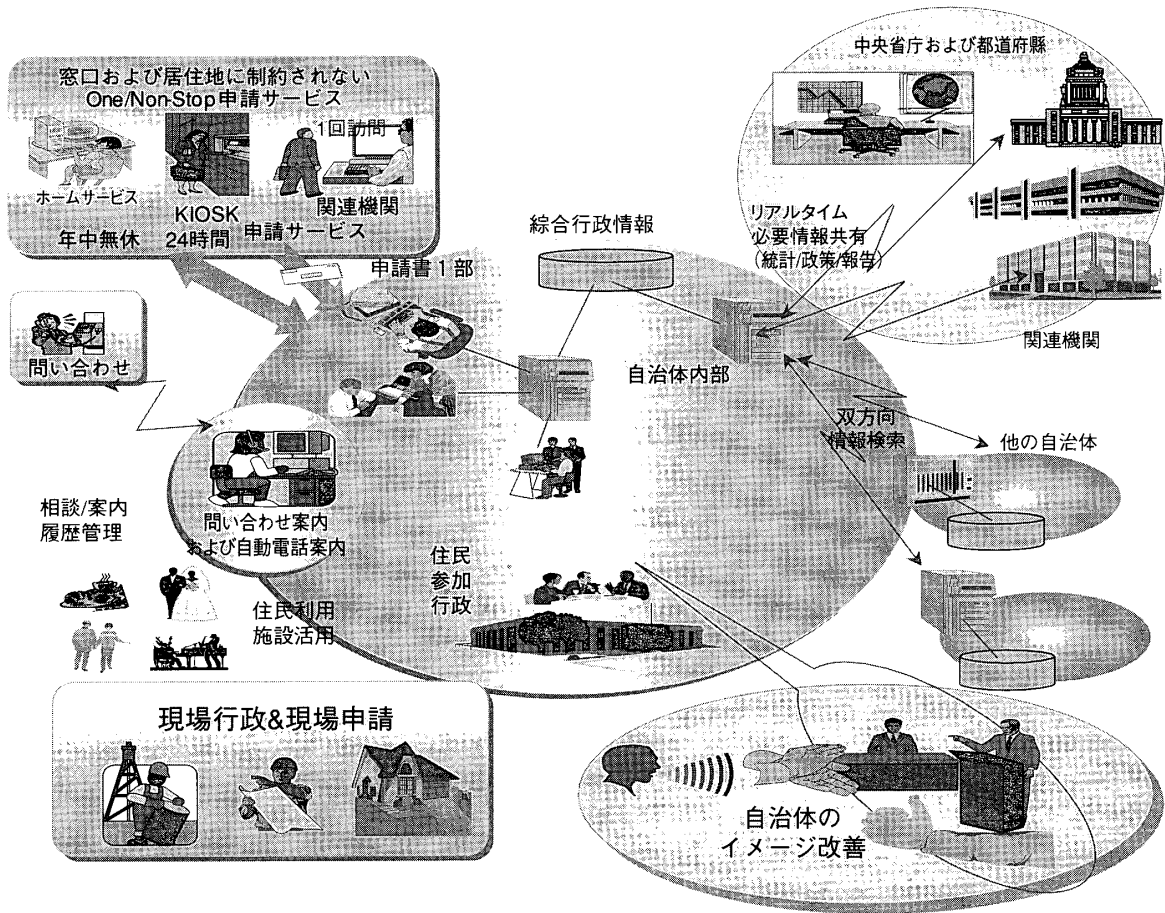 窓口および居住地に制約されない
One/Non-Stop 申請サービス
1回訪問
ホームサービス
KIOSK
関連機関
年中無休
24時間
申請サービス
申請書1部
綜合行政情報
中央省庁および都道府縣
リアルタイム
必要情報共有
(統計/政策/報告)
関連機関
問い合わせ
自治体内部
双方向
情報検索
他の自治体
相談/案内
履歴管理
問い合わせ案内
および自動電話案内
住民
参加
行政
住民利用
施設活用
現場行政&現場申請
自治体の
イメージ改善